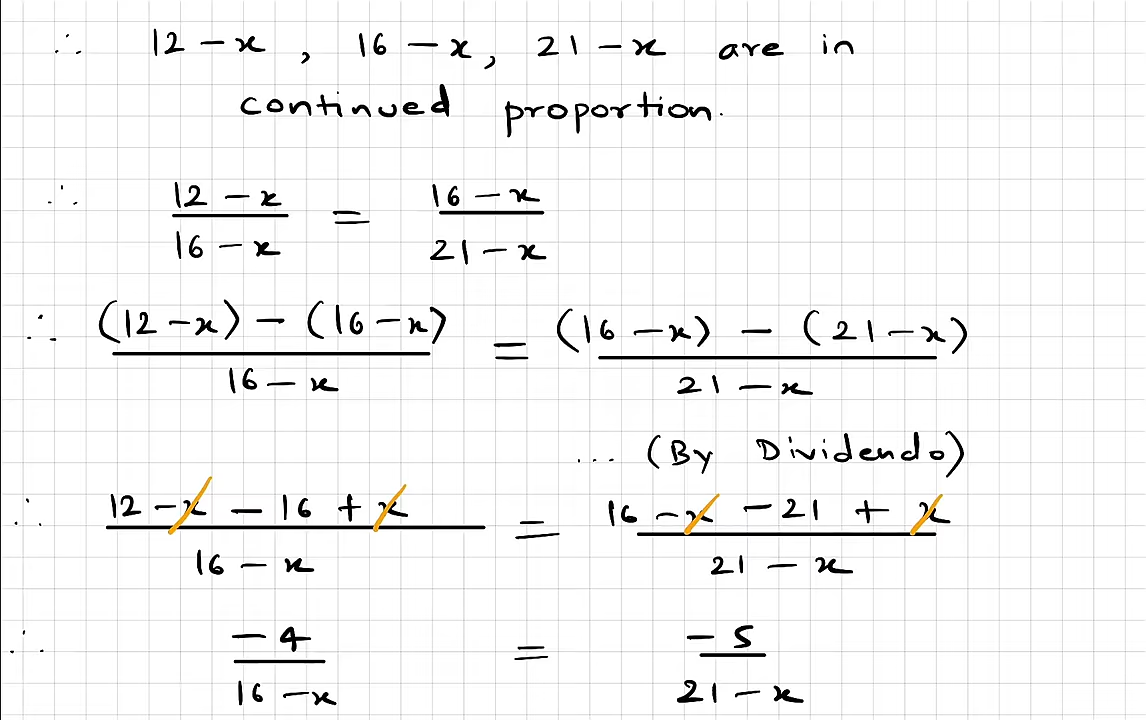 ∴ 12 - x , 16 - x, 21 - x are in
continued proportion.
∴ (12 - x)/(16 - x) = (16 - x)/(21 - x)
∴ ((12 - x) - (16 - x))/(16 - x) = ((16 - x) - (21 - x))/(21 - x)
... (By Dividendo)
∴ (12 - x - 16 + x)/(16 - x) = (16 - x - 21 + x)/(21 - x)
∴ (-4)/(16 - x) = (-5)/(21 - x)